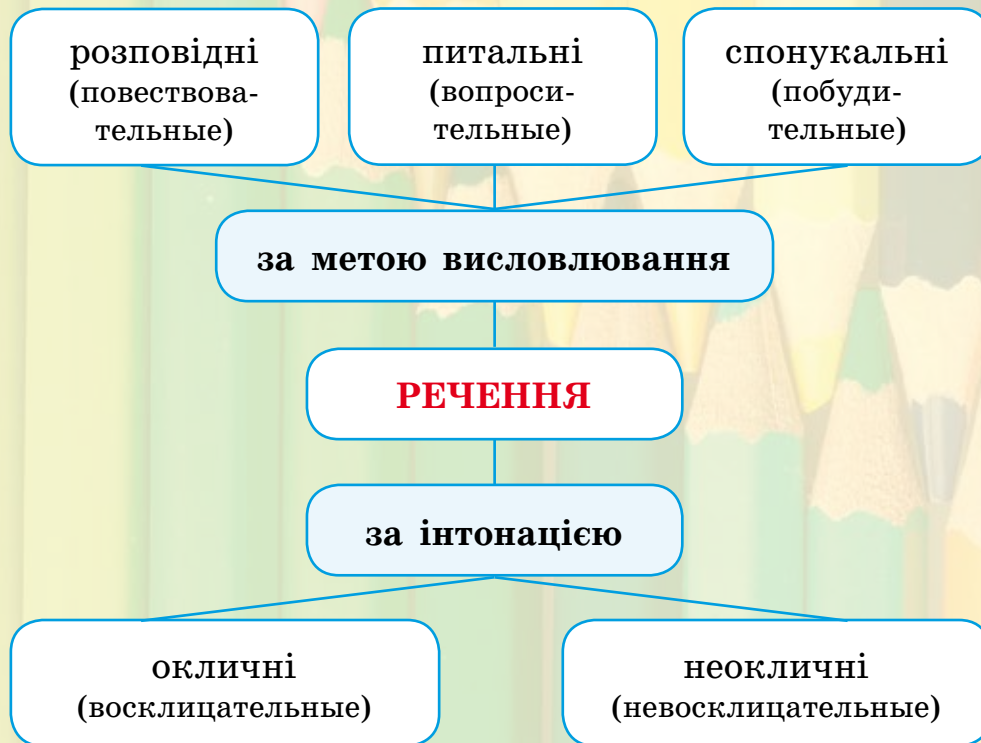 розповідні
(повествова-
тельные)
питальні
(вопроси-
тельные)
спонукальні
(побуди-
тельные)
за метою висловлювання
РЕЧЕННЯ
за інтонацією
окличні
(восклицательные)
неокличні
(невосклицательные)